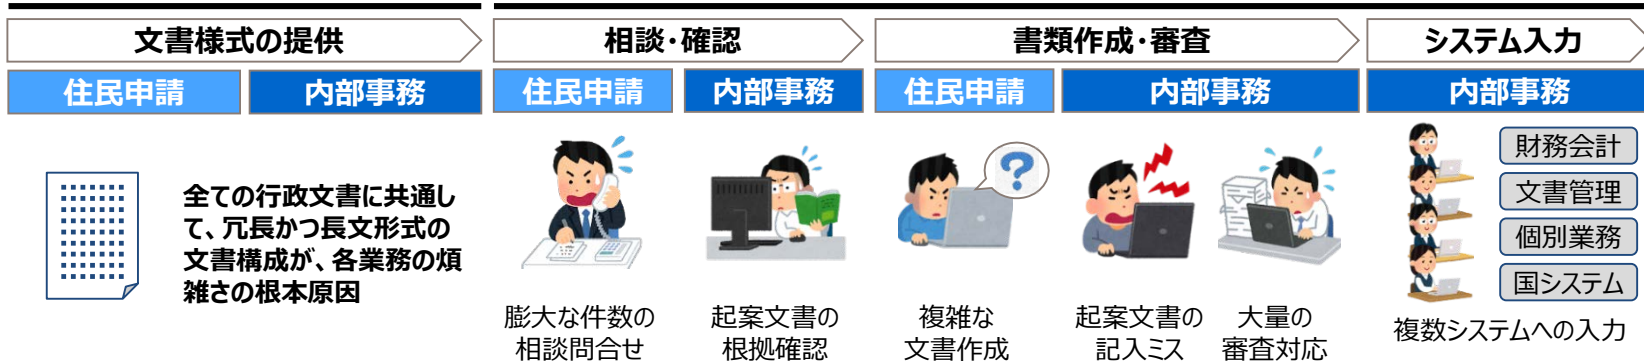 文書様式の提供
相談・確認
書類作成・審査
システム入力
住民申請
内部事務
住民申請
内部事務
住民申請
内部事務
内部事務
全ての行政文書に共通し
て、冗長かつ長文形式の
文書構成が、各業務の煩
雑さの根本原因
?
財務会計
文書管理
個別業務
国システム
膨大な件数の
相談問合せ
起案文書の
根拠確認
複雑な
文書作成
起案文書の
記入ミス
大量の
審査対応
複数システムへの入力